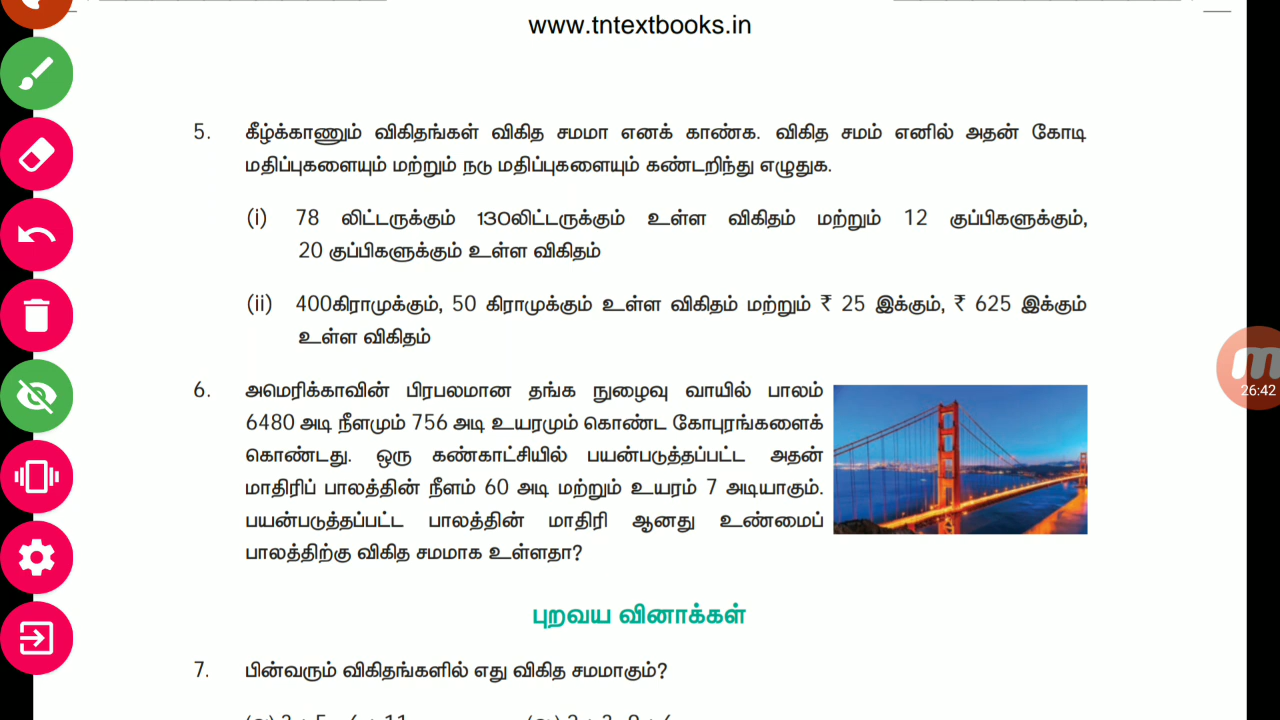 www.tntextbooks.in
5. கீழ்க்காணும் விகிதங்கள் விகித சமமா எனக் காண்க. விகித சமம் எனில் அதன் கோடி
மதிப்புகளையும் மற்றும் நடு மதிப்புகளையும் கண்டறிந்து எழுதுக.
(i) 78 லிட்டருக்கும் 130லிட்டருக்கும் உள்ள விகிதம் மற்றும் 12 குப்பிகளுக்கும்,
20 குப்பிகளுக்கும் உள்ள விகிதம்
(ii) 400கிராமுக்கும், 50 கிராமுக்கும் உள்ள விகிதம் மற்றும் ₹ 25 இக்கும், ₹ 625 இக்கும்
உள்ள விகிதம்
6. அமெரிக்காவின் பிரபலமான தங்க நுழைவு வாயில் பாலம்
6480 அடி நீளமும் 756 அடி உயரமும் கொண்ட கோபுரங்களைக்
கொண்டது. ஒரு கண்காட்சியில் பயன்படுத்தப்பட்ட அதன்
மாதிரிப் பாலத்தின் நீளம் 60 அடி மற்றும் உயரம் 7 அடியாகும்.
பயன்படுத்தப்பட்ட பாலத்தின் மாதிரி ஆனது உண்மைப்
பாலத்திற்கு விகித சமமாக உள்ளதா?
26:42
புறவய வினாக்கள்
7. பின்வரும் விகிதங்களில் எது விகித சமமாகும்?